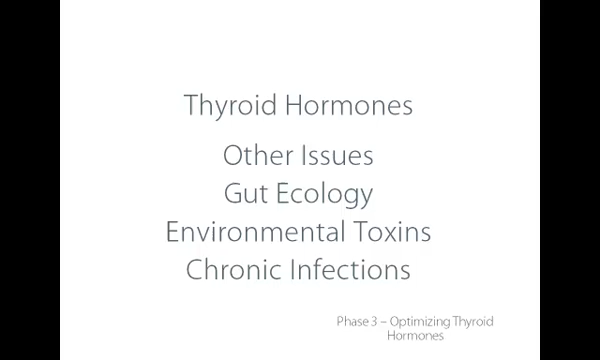 Thyroid Hormones
Other Issues
Gut Ecology
Environmental Toxins
Chronic Infections
Phase 3 – Optimizing Thyroid
Hormones